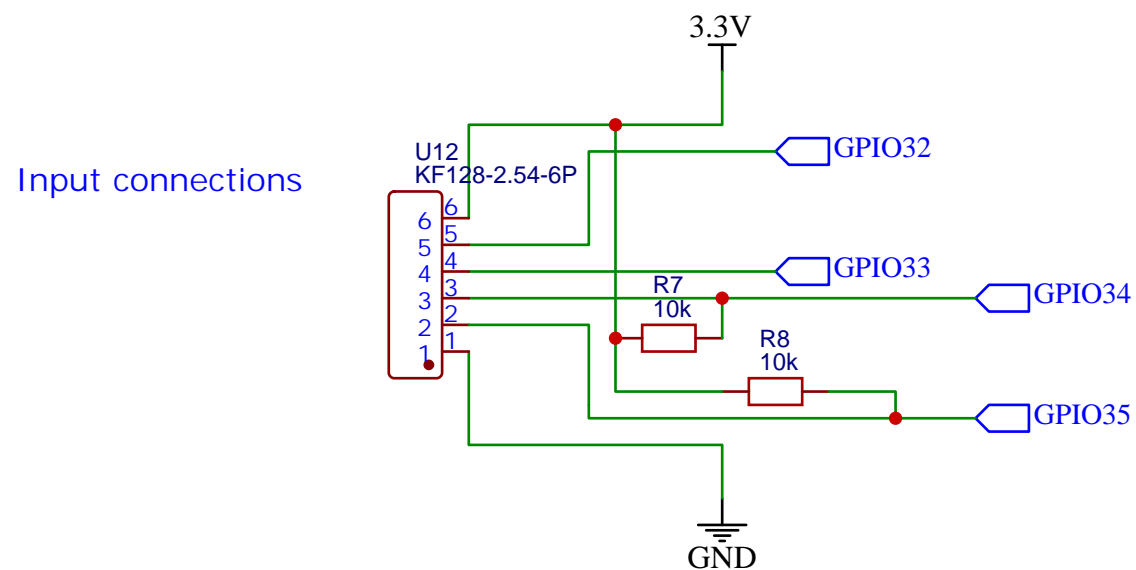 3.3V
U12
KF128-2.54-6P
GPIO32
Input connections
6
6
5
5
4
4
3
3
2
2
1
1
GPIO33
R7
10k
GPIO34
R8
10k
GPIO35
GND